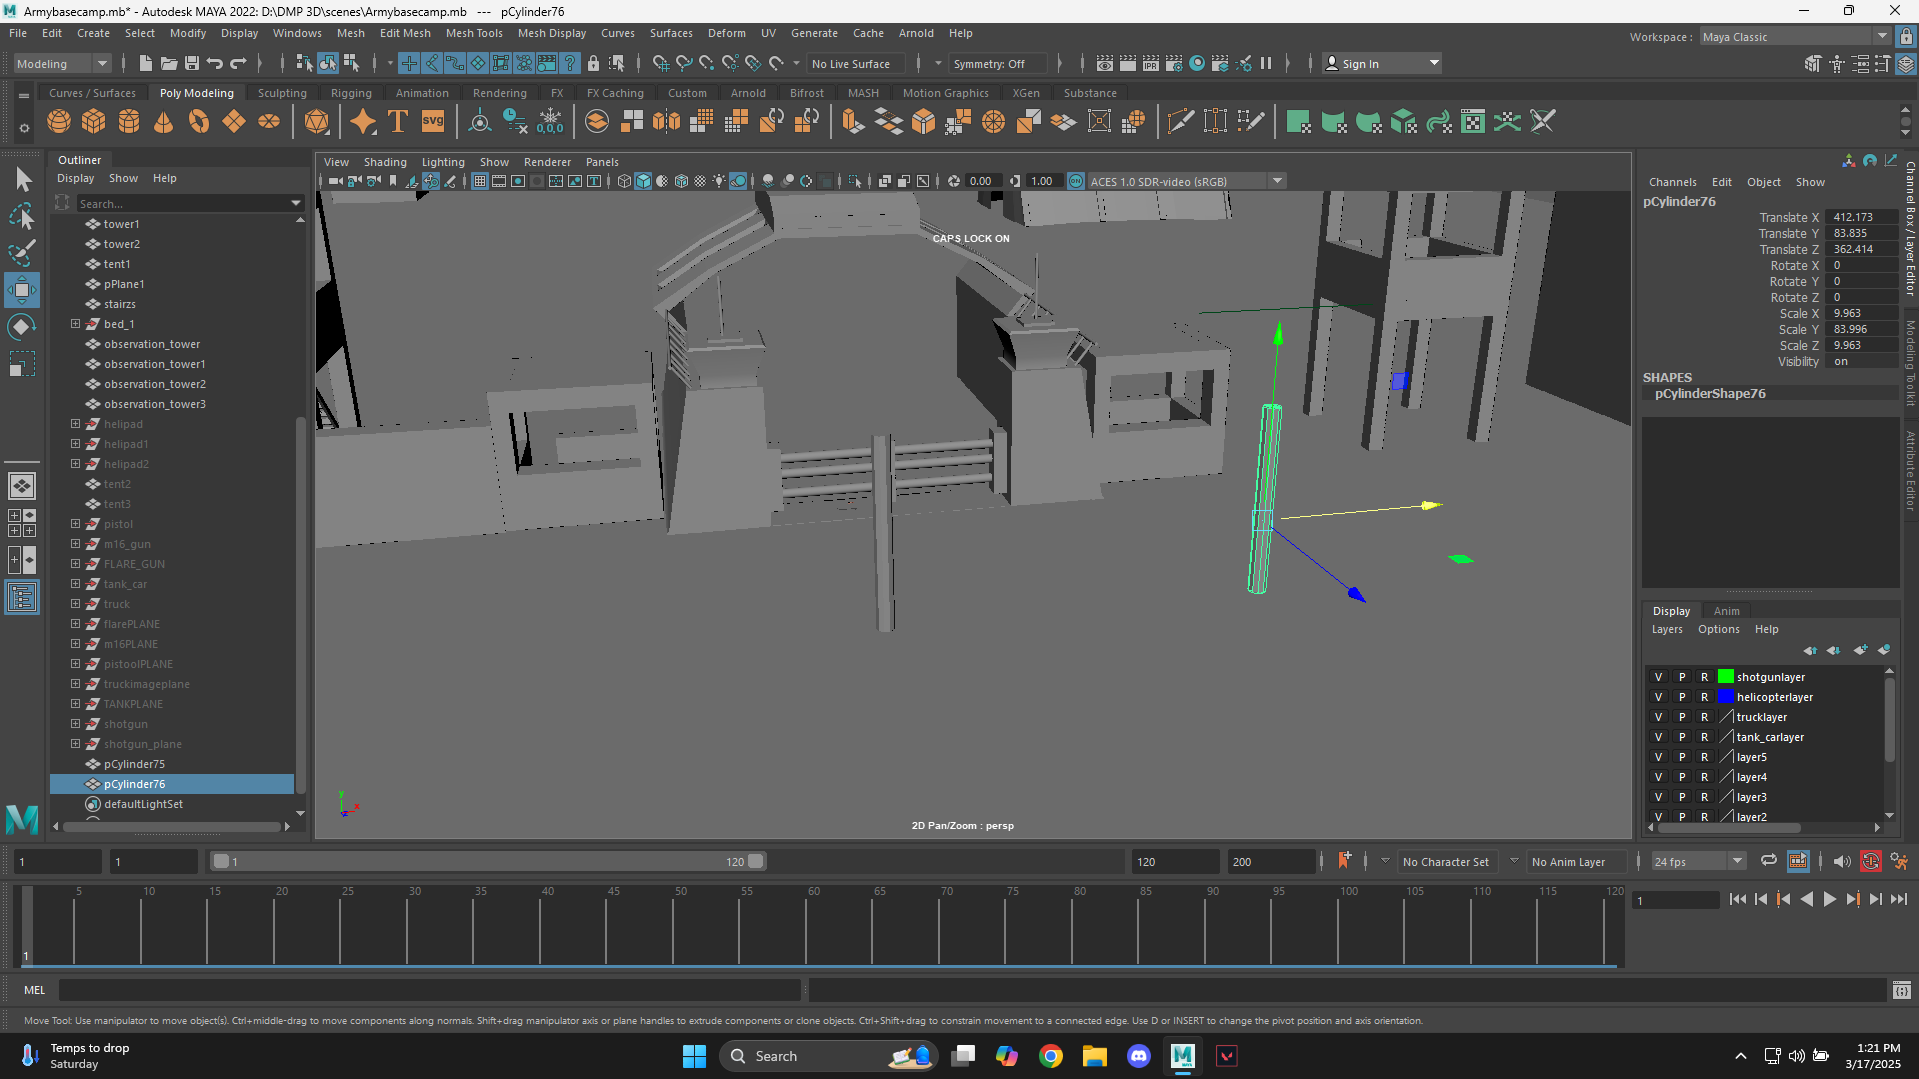 Armybasecamp.mb* - Autodesk MAYA 2022: D:\DMP 3D\scenes\Armybasecamp.mb   ---   pCylinder76
File Edit Create Select Modify Display Windows Mesh Edit Mesh Mesh Tools Mesh Display Curves Surfaces Deform UV Generate Cache Arnold Help
Workspace : Maya Classic
Modeling
No Live Surface
Symmetry: Off
Sign In
Curves / Surfaces Poly Modeling Sculpting Rigging Animation Rendering FX FX Caching Custom Arnold Bifrost MASH Motion Graphics XGen Substance
Outliner
Display Show Help
Search...
tower1
tower2
tent1
pPlane1
stairzs
bed_1
observation_tower
observation_tower1
observation_tower2
observation_tower3
helipad
helipad1
helipad2
tent2
tent3
pistol
m16_gun
FLARE_GUN
tank_car
truck
flarePLANE
m16PLANE
pistoolPLANE
truckimageplane
TANKPLANE
shotgun
shotgun_plane
pCylinder75
pCylinder76
defaultLightSet
View Shading Lighting Show Renderer Panels
0.00
1.00
ACES 1.0 SDR-video (sRGB)
CAPS LOCK ON
2D Pan/Zoom : persp
Channels Edit Object Show
pCylinder76
Translate X 412.173
Translate Y 83.835
Translate Z 362.414
Rotate X 0
Rotate Y 0
Rotate Z 0
Scale X 9.963
Scale Y 83.996
Scale Z 9.963
Visibility on
SHAPES
pCylinderShape76
Channel Box / Layer Editor
Modeling Toolkit
Attribute Editor
Display Anim
Layers Options Help
V P R shotgunlayer
V P R helicopterlayer
V P R trucklayer
V P R tank_carlayer
V P R layer5
V P R layer4
V P R layer3
V P R layer2
1 1 1 120 120 200
No Character Set
No Anim Layer
24 fps
5 10 15 20 25 30 35 40 45 50 55 60 65 70 75 80 85 90 95 100 105 110 115 120
1
1
MEL
Move Tool: Use manipulator to move object(s). Ctrl+middle-drag to move components along normals. Shift+drag manipulator axis or plane handles to extrude components or clone objects. Ctrl+Shift+drag to constrain movement to a connected edge. Use D or INSERT to change the pivot position and axis orientation.
Temps to drop
Saturday
Search
1:21 PM
3/17/2025